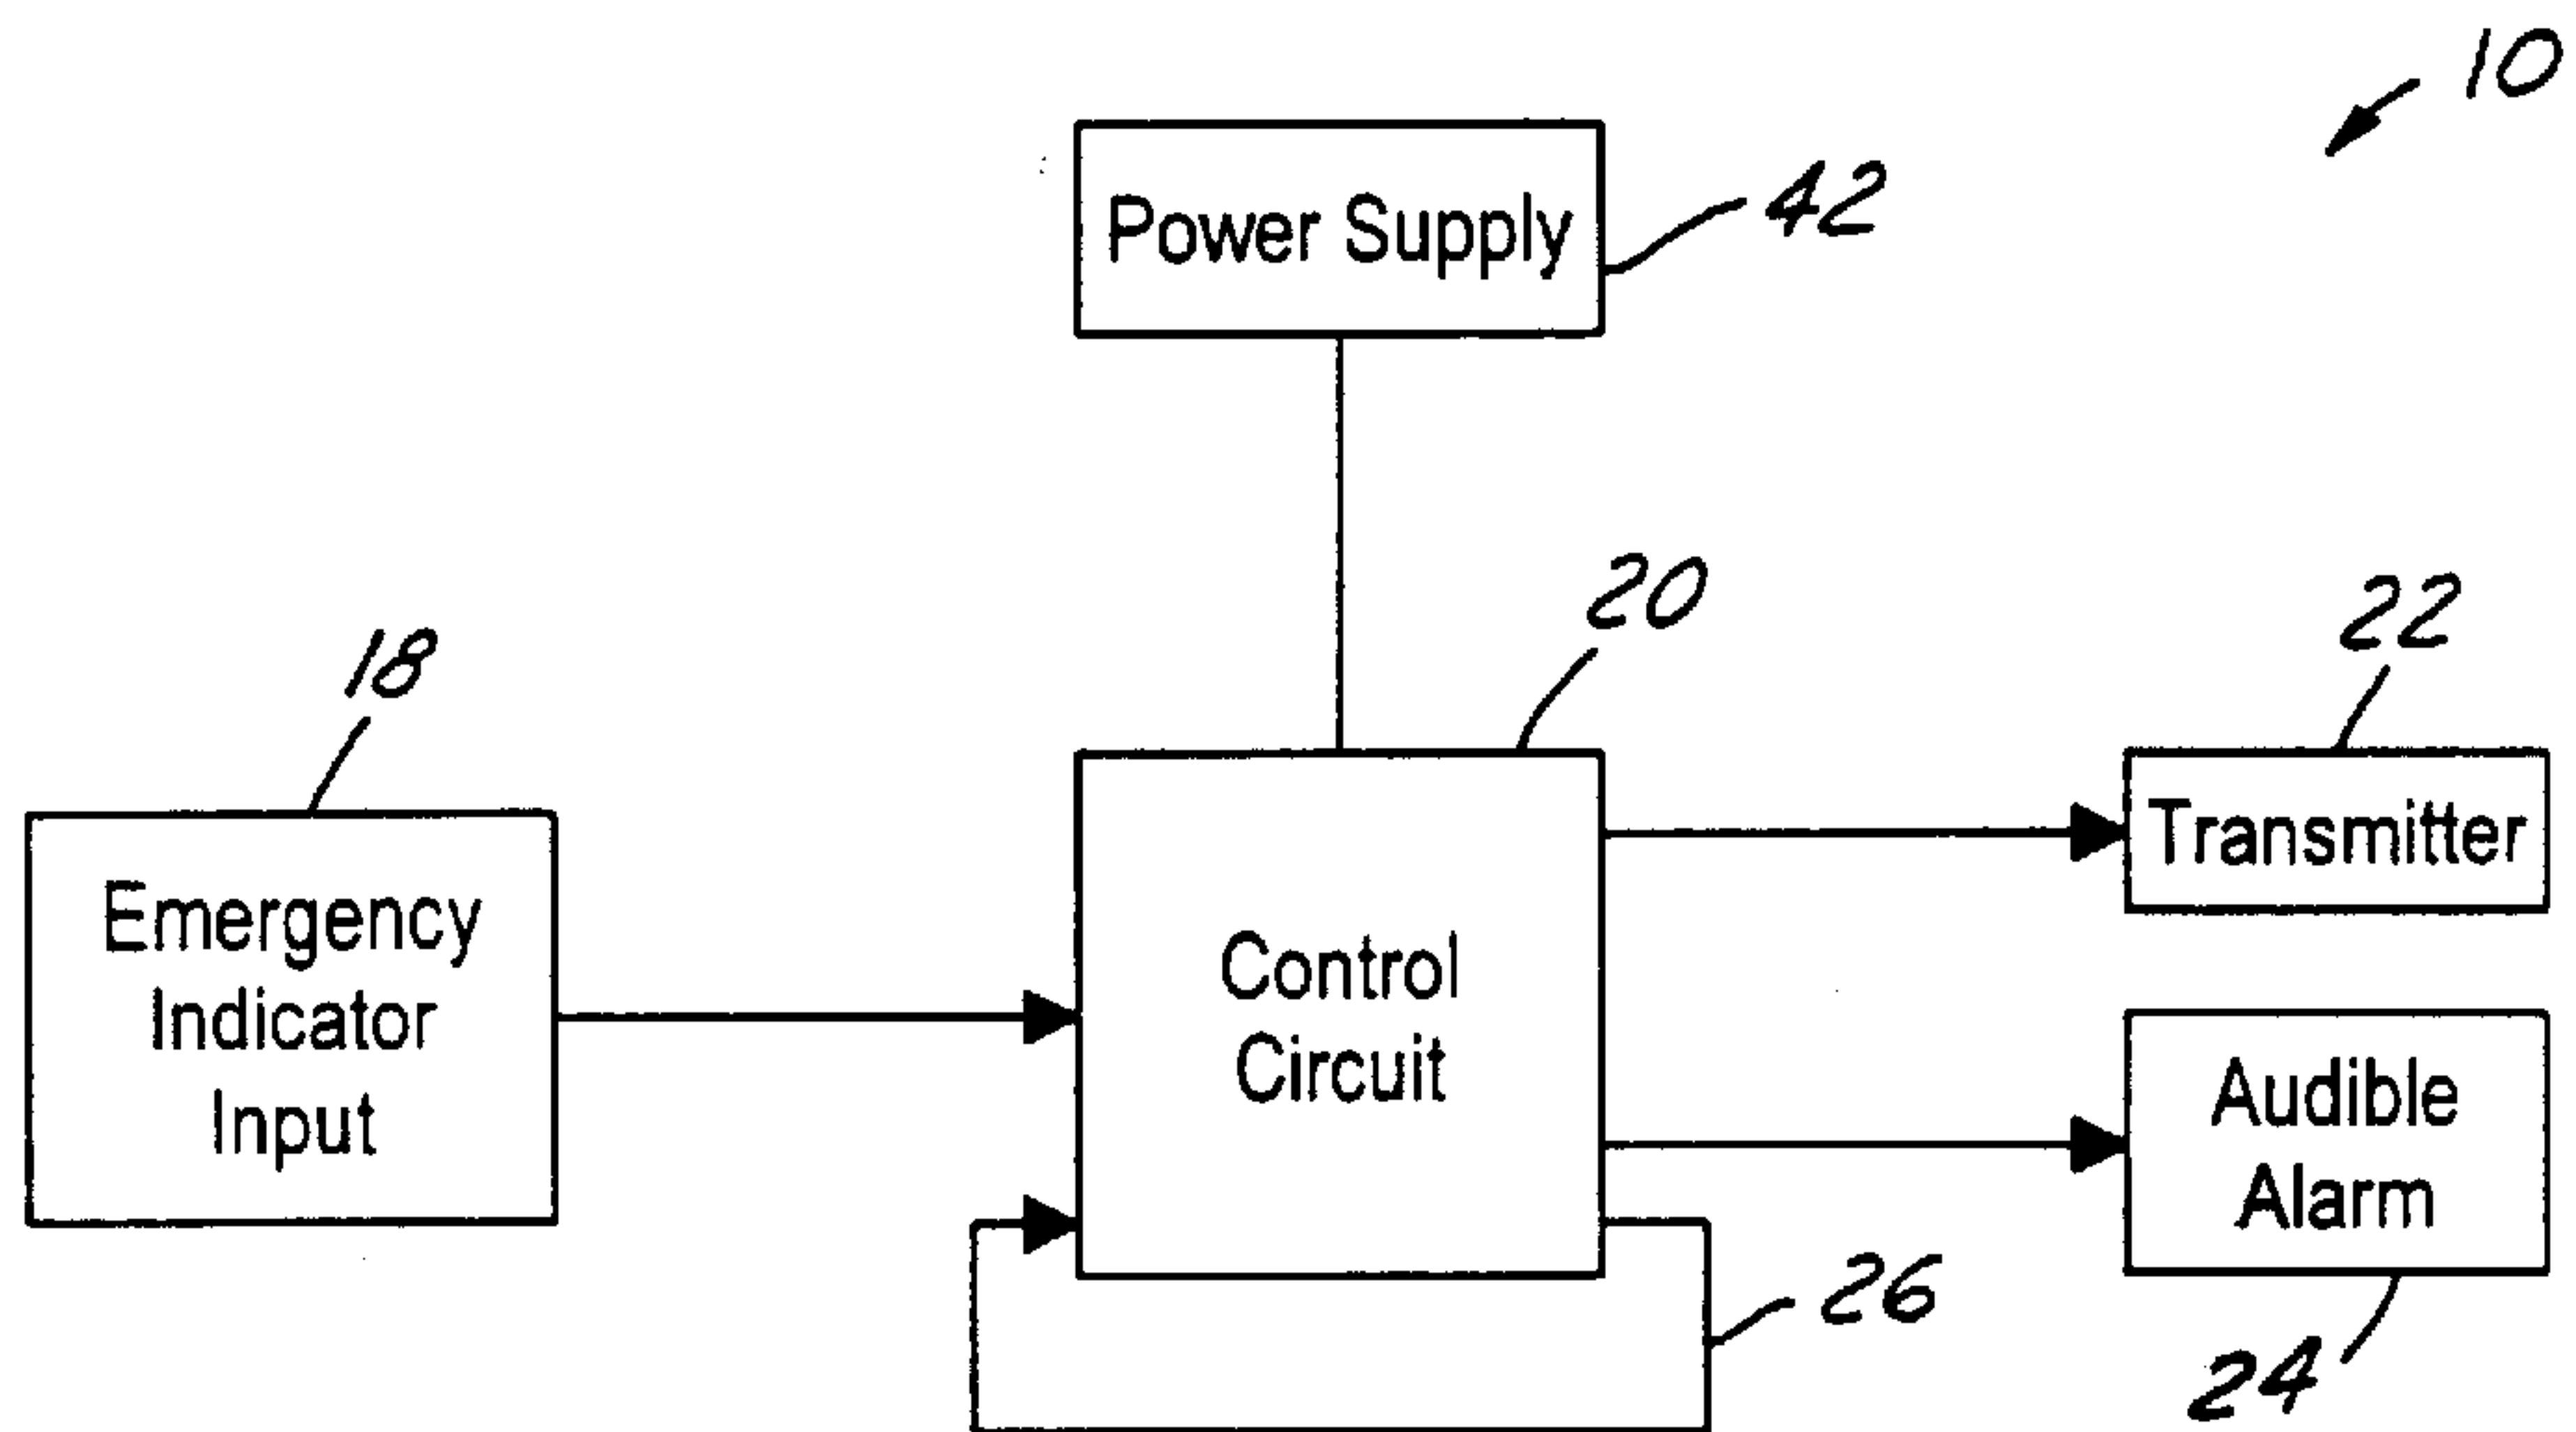 10
Power Supply
42
20
22
18
Transmitter
Emergency
Indicator
Input
Control
Circuit
Audible
Alarm
26
24